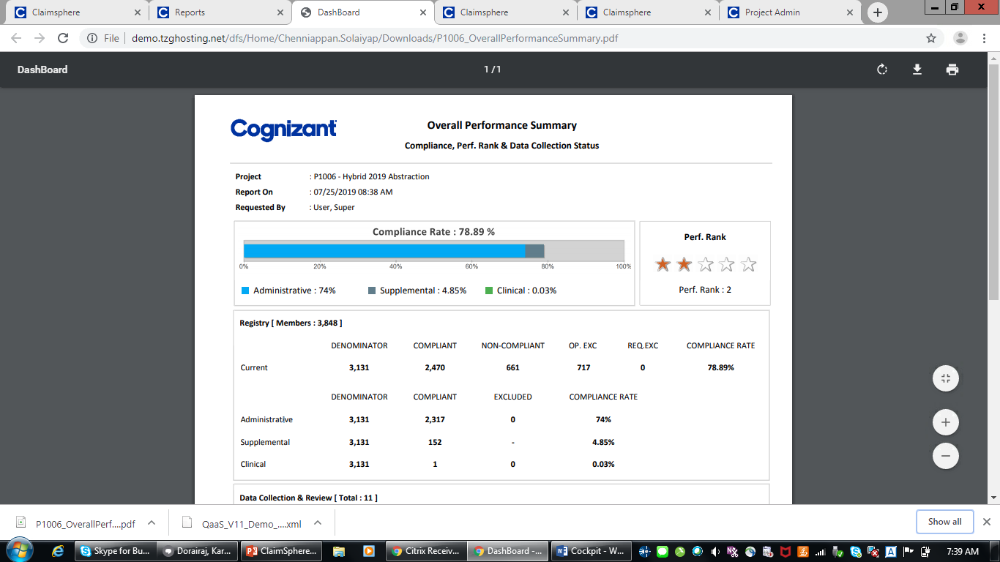 Claimsphere
Reports
DashBoard
Claimsphere
Claimsphere
Project Admin
File
demo.tzghosting.net/dfs/Home/Chenniappan.Solaiyap/Downloads/P1006_OverallPerformanceSummary.pdf
DashBoard
1 / 1
Cognizant
Overall Performance Summary
Compliance, Perf. Rank & Data Collection Status
Project : P1006 - Hybrid 2019 Abstraction
Report On : 07/25/2019 08:38 AM
Requested By : User, Super
Compliance Rate : 78.89 %
0% 20% 40% 60% 80% 100%
Administrative : 74% Supplemental : 4.85% Clinical : 0.03%
Perf. Rank
Perf. Rank : 2
Registry [ Members : 3,848 ]
DENOMINATOR COMPLIANT NON-COMPLIANT OP. EXC REQ.EXC COMPLIANCE RATE
Current 3,131 2,470 661 717 0 78.89%
DENOMINATOR COMPLIANT EXCLUDED COMPLIANCE RATE
Administrative 3,131 2,317 0 74%
Supplemental 3,131 152 - 4.85%
Clinical 3,131 1 0 0.03%
Data Collection & Review [ Total : 11 ]
P1006_OverallPerf....pdf
QaaS_V11_Demo_....xml
Show all
Skype for Bu...
Dorairaj, Kar...
ClaimSphere...
Citrix Receiv...
DashBoard -...
Cockpit - W...
7:39 AM